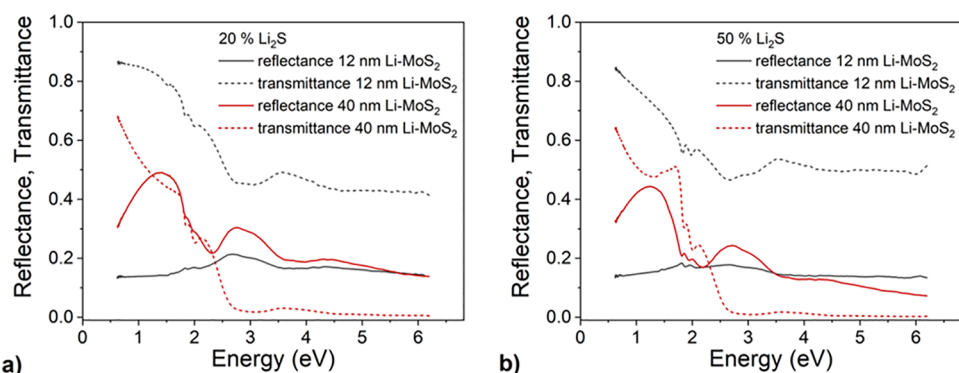 1.0
0.8
0.6
0.4
0.2
0.0
Reflectance, Transmittance
20 % Li₂S
reflectance 12 nm Li-MoS₂
transmittance 12 nm Li-MoS₂
reflectance 40 nm Li-MoS₂
transmittance 40 nm Li-MoS₂
0 1 2 3 4 5 6
Energy (eV)
a)
1.0
0.8
0.6
0.4
0.2
0.0
Reflectance, Transmittance
50 % Li₂S
reflectance 12 nm Li-MoS₂
transmittance 12 nm Li-MoS₂
reflectance 40 nm Li-MoS₂
transmittance 40 nm Li-MoS₂
0 1 2 3 4 5 6
Energy (eV)
b)